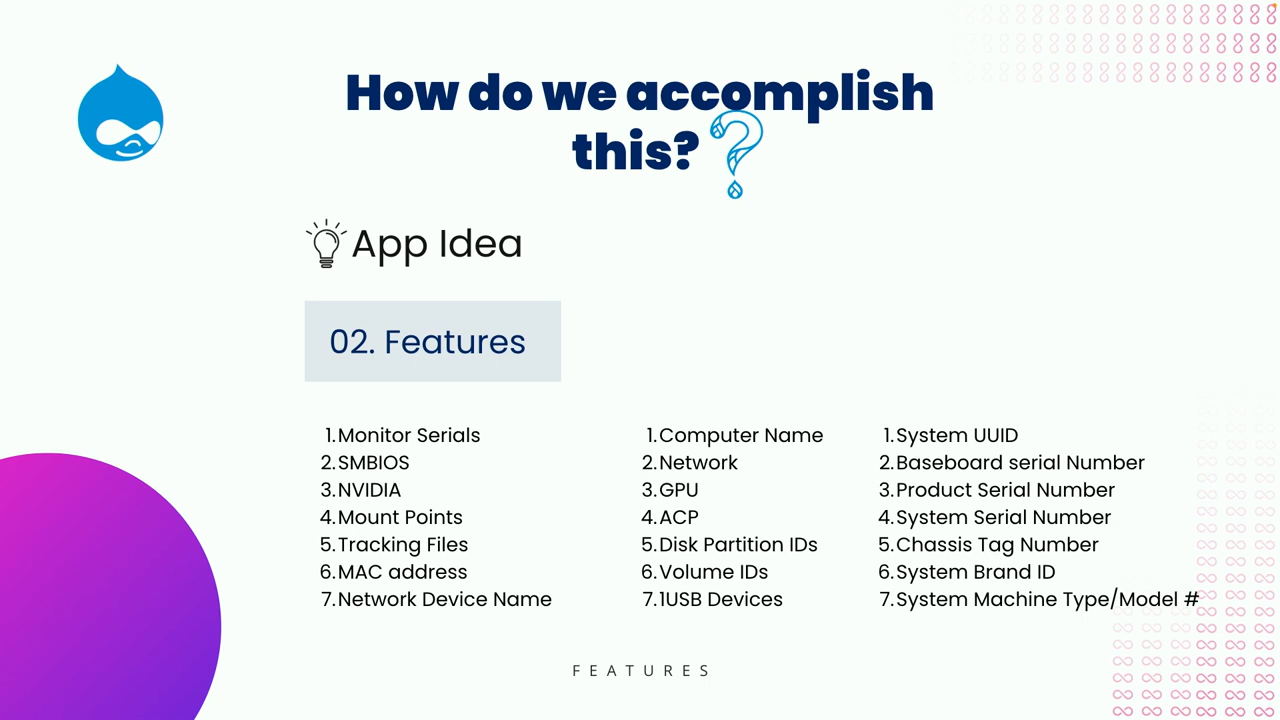 How do we accomplish
this?
App Idea
02. Features
1. Monitor Serials
2. SMBIOS
3. NVIDIA
4. Mount Points
5. Tracking Files
6. MAC address
7. Network Device Name
1. Computer Name
2. Network
3. GPU
4. ACP
5. Disk Partition IDs
6. Volume IDs
7. 1USB Devices
1. System UUID
2. Baseboard serial Number
3. Product Serial Number
4. System Serial Number
5. Chassis Tag Number
6. System Brand ID
7. System Machine Type/Model #
FEATURES